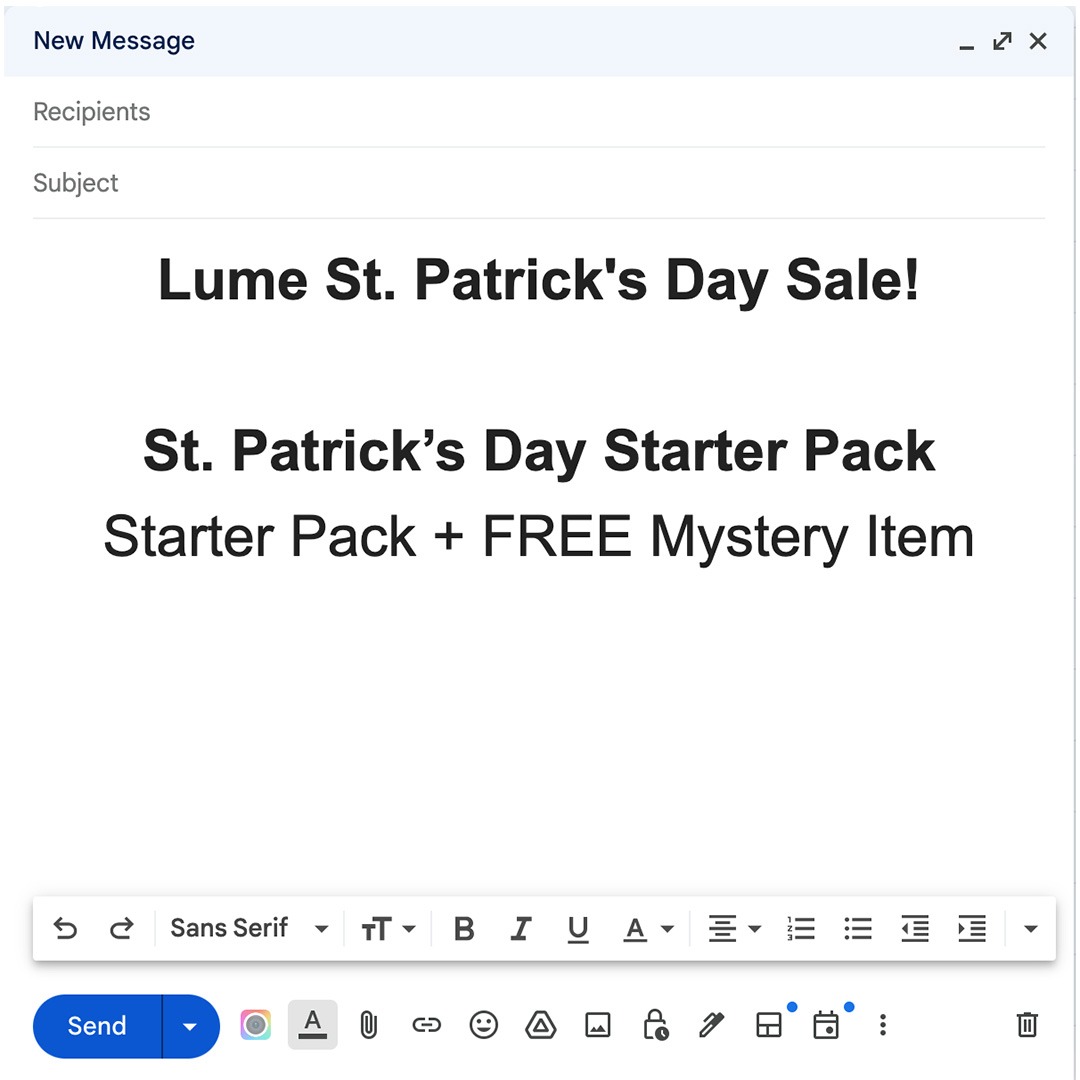 New Message
Recipients
Subject
Lume St. Patrick's Day Sale!
St. Patrick’s Day Starter Pack
Starter Pack + FREE Mystery Item
Sans Serif
Send